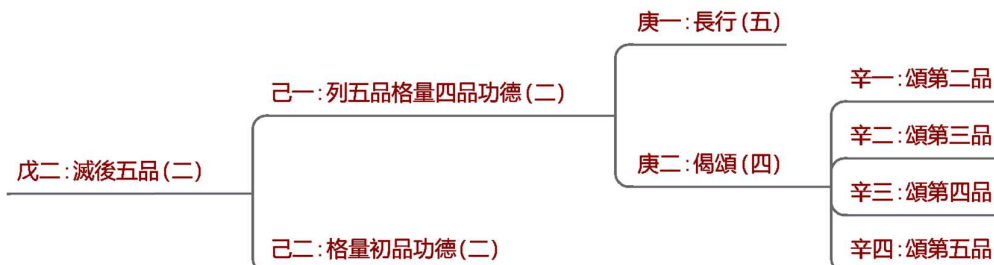 庚一:長行(五)
辛一:頌第二品
己一:列五品格量四品功德(二)
辛二:頌第三品
戊二:滅後五品(二)
庚二:偈頌(四)
辛三:頌第四品
己二:格量初品功德(二)
辛四:頌第五品